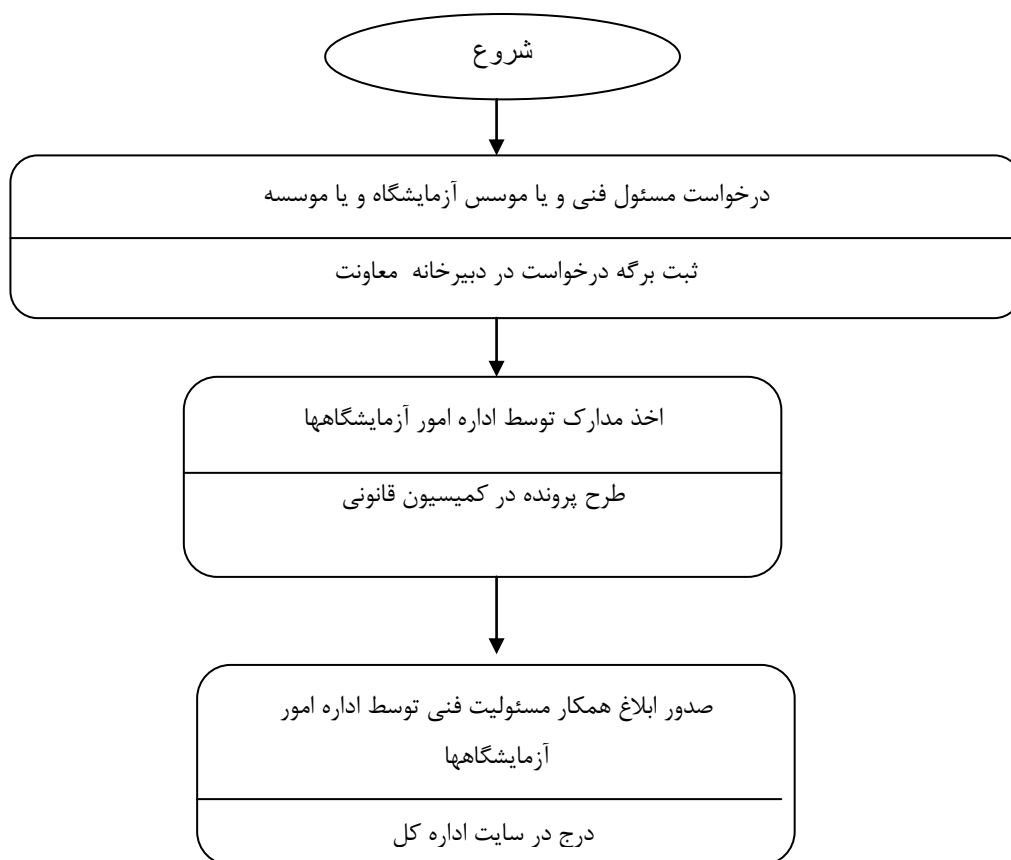 شروع
درخواست مسئول فنی و یا موسس آزمایشگاه و یا موسسه
ثبت برگه درخواست در دبیرخانه معاونت
اخذ مدارک توسط اداره امور آزمایشگاهها
طرح پرونده در کمیسیون قانونی
صدور ابلاغ همکار مسئولیت فنی توسط اداره امور
آزمایشگاهها
درج در سایت اداره کل